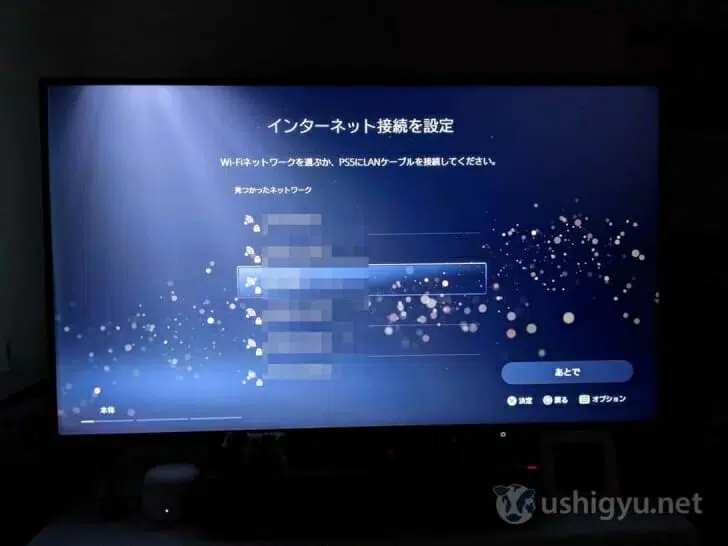 インターネット接続を設定
Wi-Fiネットワークを選ぶか、PS5にLANケーブルを接続してください。
見つかったネットワーク
あとで
決定 戻る オプション
本体
ushigyu.net